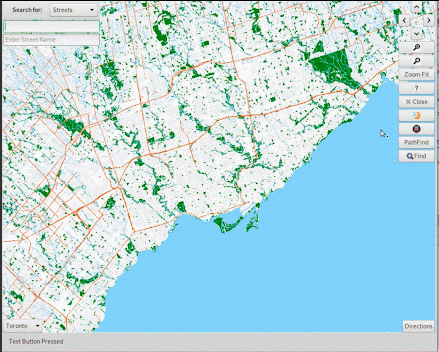 Search for: Streets
Enter Street Name
Zoom Fit
?
Close
PathFind
Find
Toronto
Directions
Test Button Pressed